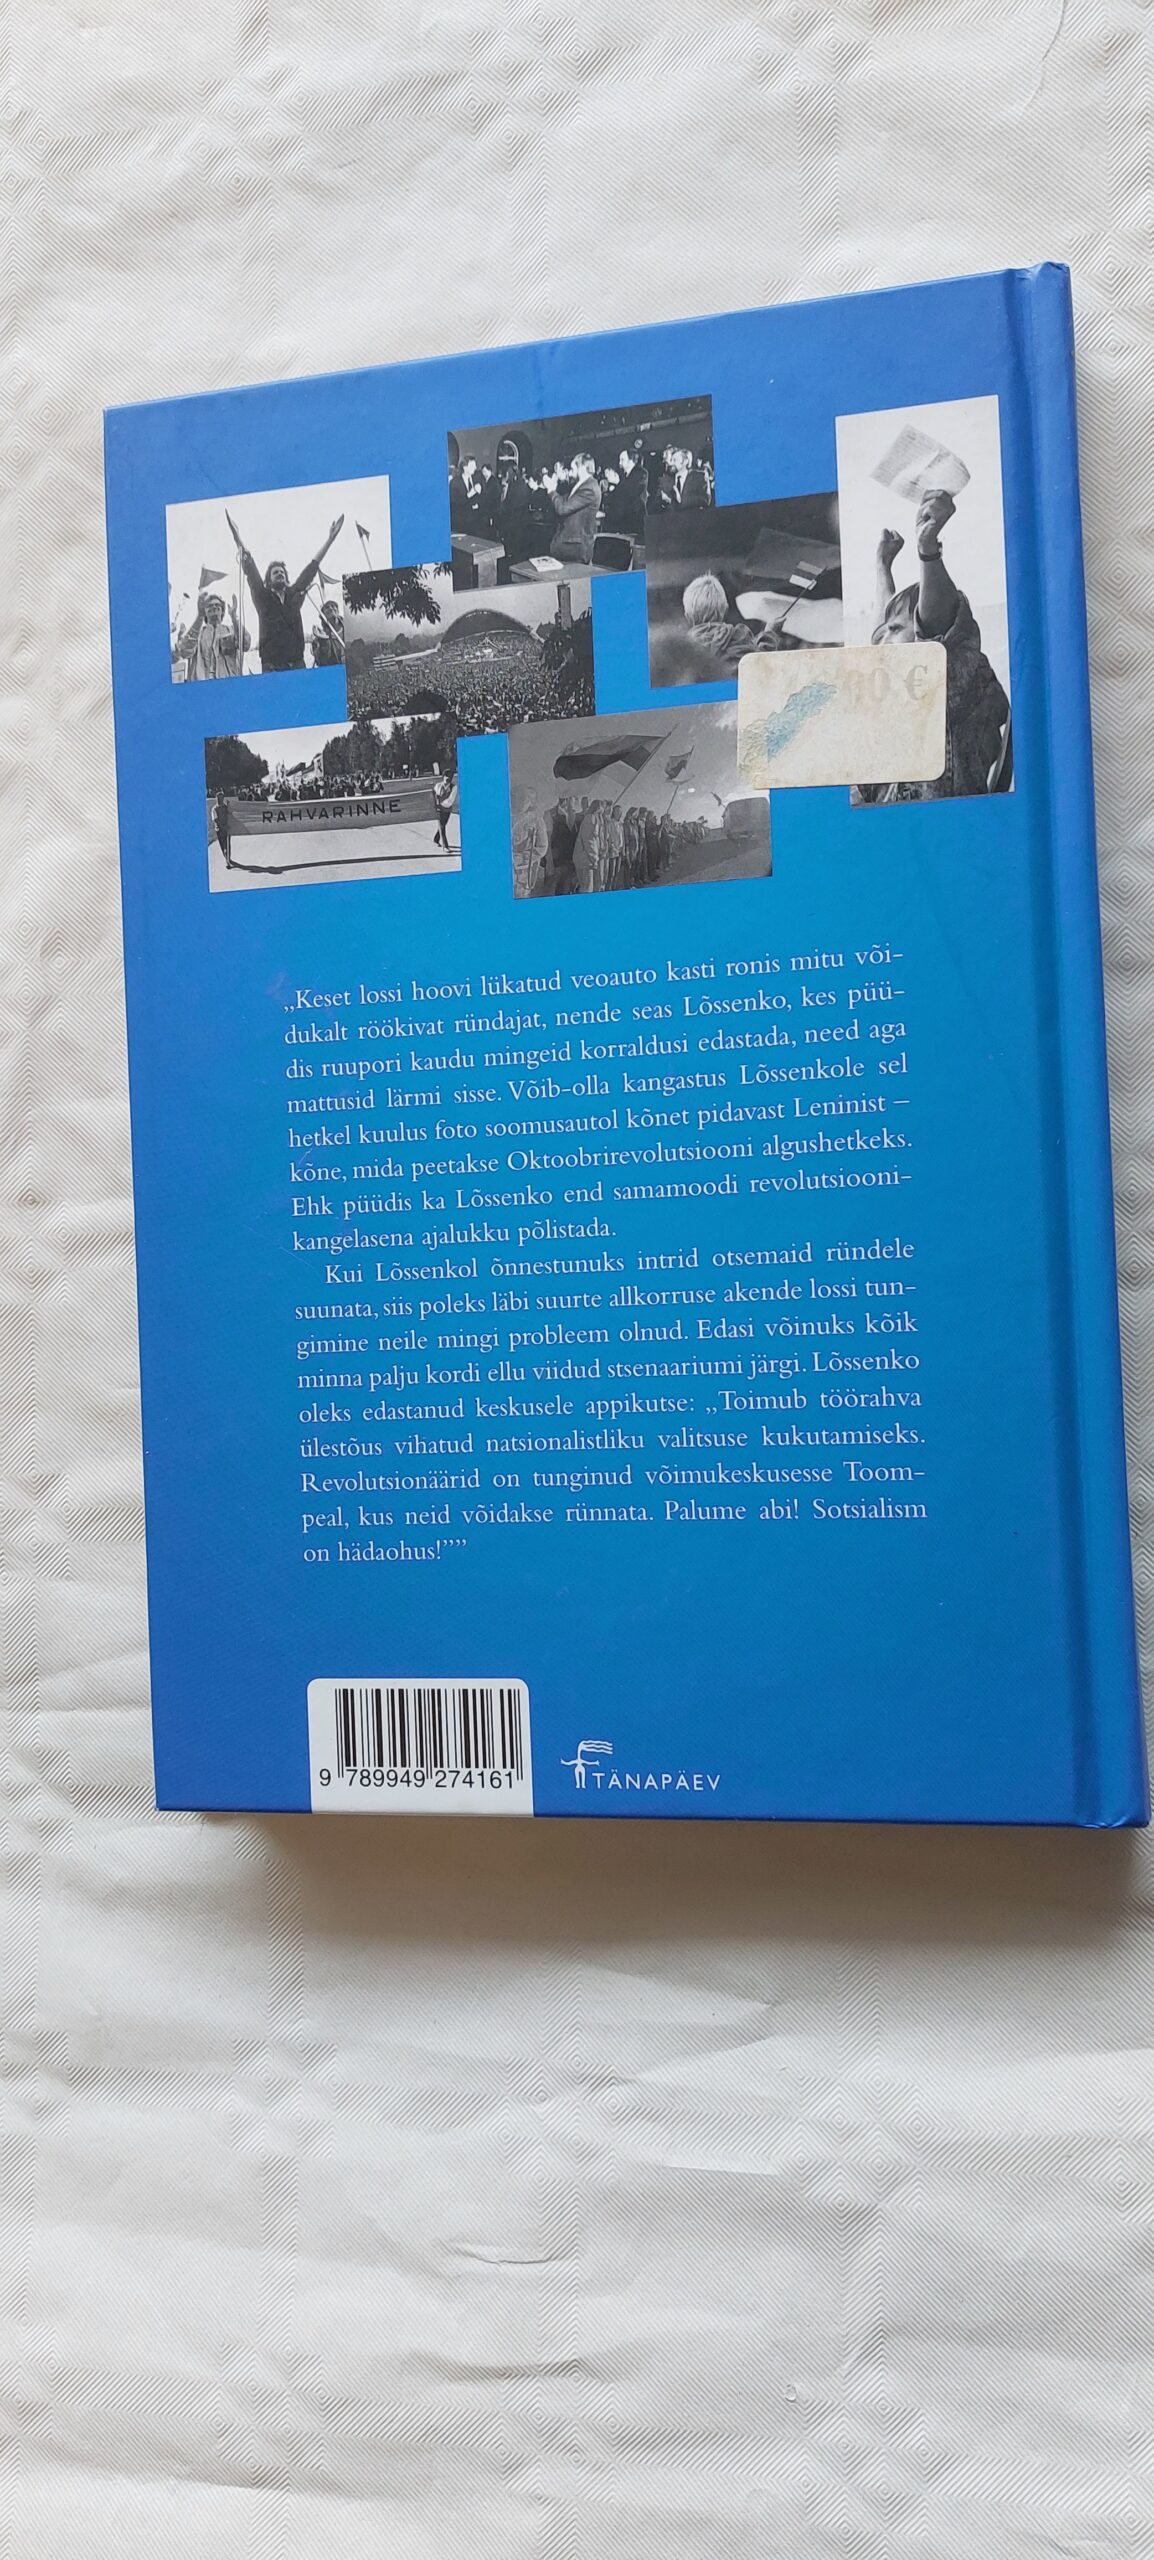 00 €
RAHVARINNE
„Keset lossi hoovi lükatud veoauto kasti ronis mitu või-
dukalt röökivat ründajat, nende seas Lõssenko, kes püü-
dis ruupori kaudu mingeid korraldusi edastada, need aga
mattusid lärmi sisse. Võib-olla kangastus Lõssenkole sel
hetkel kuulus foto soomusautol kõnet pidavast Leninist –
kõne, mida peetakse Oktoobrirevolutsiooni algushetkeks.
Ehk püüdis ka Lõssenko end samamoodi revolutsiooni-
kangelasena ajalukku põlistada.
Kui Lõssenkol õnnestunuks intrid otsemaid ründele
suunata, siis poleks läbi suurte allkorruse akende lossi tun-
gimine neile mingi probleem olnud. Edasi võinuks kõik
minna palju kordi ellu viidud stsenaariumi järgi. Lõssenko
oleks edastanud keskusele appikutse: „Toimub töörahva
ülestõus vihatud natsionalistliku valitsuse kukutamiseks.
Revolutsionäärid on tunginud võimukeskusesse Toom-
peal, kus neid võidakse rünnata. Palume abi! Sotsialism
on hädaohus!””
9 789949 274161
TÄNAPÄEV